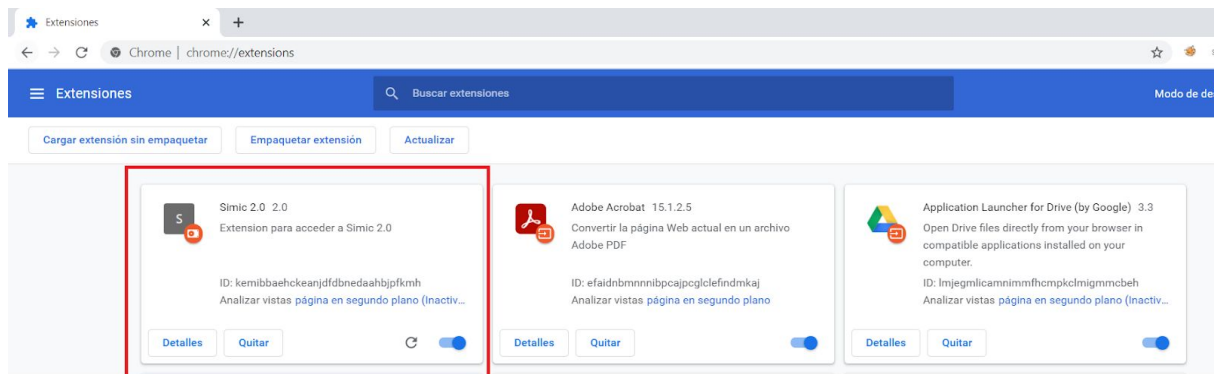 Extensiones
Chrome | chrome://extensions
Extensiones
Buscar extensiones
Modo de de
Cargar extensión sin empaquetar
Empaquetar extensión
Actualizar
S
Simic 2.0 2.0
Extension para acceder a Simic 2.0
ID: kemibbaehckeanjdfdbnedaahbjpfkmh
Analizar vistas página en segundo plano (Inactiv...
Detalles
Quitar
Adobe Acrobat 15.1.2.5
Convertir la página Web actual en un archivo
Adobe PDF
ID: efaidnbmnnnibpcajpcglclefindmkaj
Analizar vistas página en segundo plano
Detalles
Quitar
Application Launcher for Drive (by Google) 3.3
Open Drive files directly from your browser in
compatible applications installed on your
computer.
ID: lmjegmlicamnimmfhcmpkclmigmmcbeh
Analizar vistas página en segundo plano (Inactiv...
Detalles
Quitar